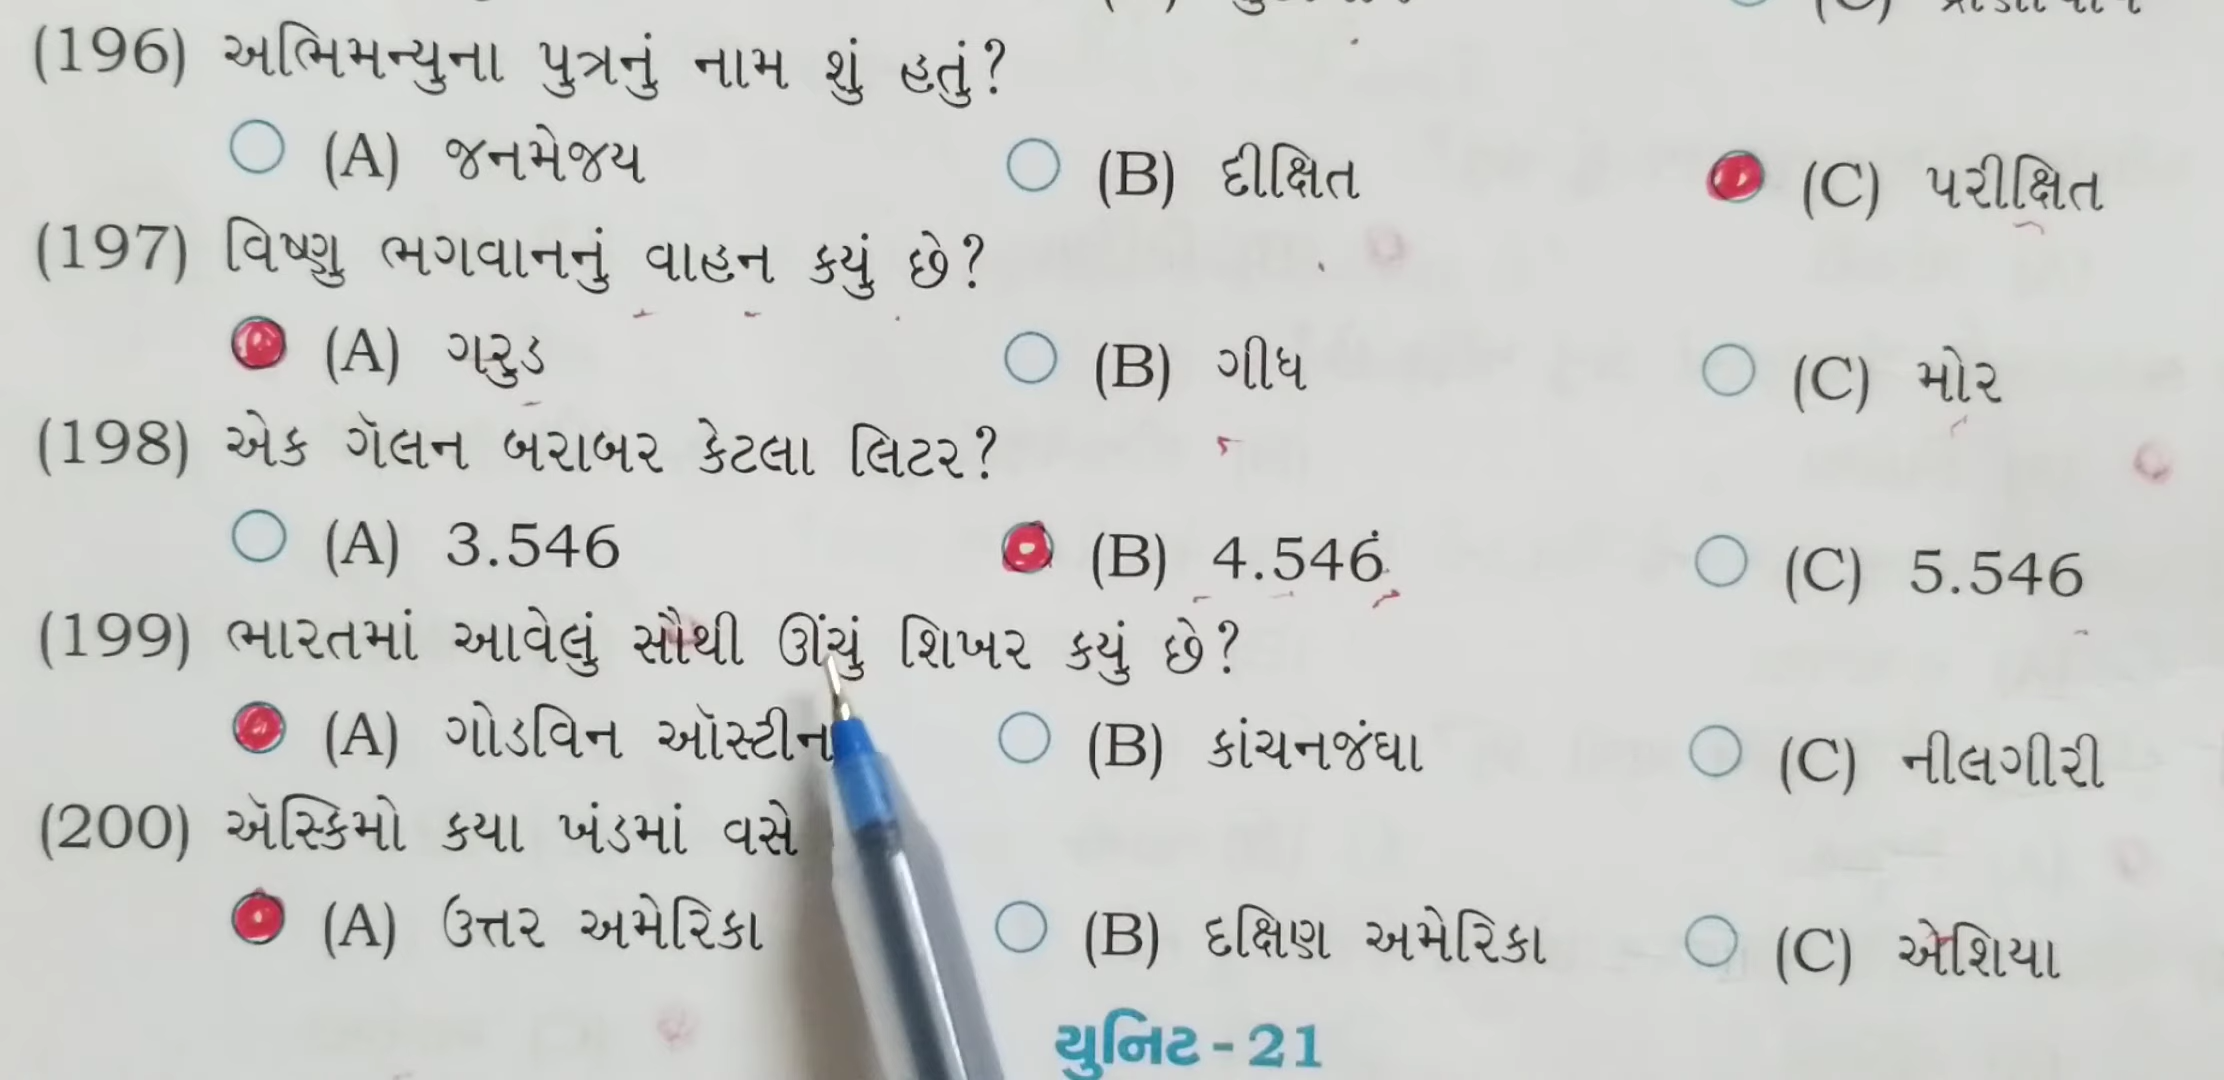 (196) અભિમન્યુના પુત્રનું નામ શું હતું?
(A) જનમેજય (B) દીક્ષિત (C) પરીક્ષિત
(197) વિષ્ણુ ભગવાનનું વાહન કયું છે?
(A) ગરુડ (B) ગીધ (C) મોર
(198) એક ગૅલન બરાબર કેટલા લિટર?
(A) 3.546 (B) 4.546 (C) 5.546
(199) ભારતમાં આવેલું સૌથી ઊંચું શિખર કયું છે?
(A) ગોડવિન ઑસ્ટીન (B) કાંચનજંઘા (C) નીલગીરી
(200) ઍસ્કિમો કયા ખંડમાં વસે
(A) ઉત્તર અમેરિકા (B) દક્ષિણ અમેરિકા (C) એશિયા
યુનિટ - 21